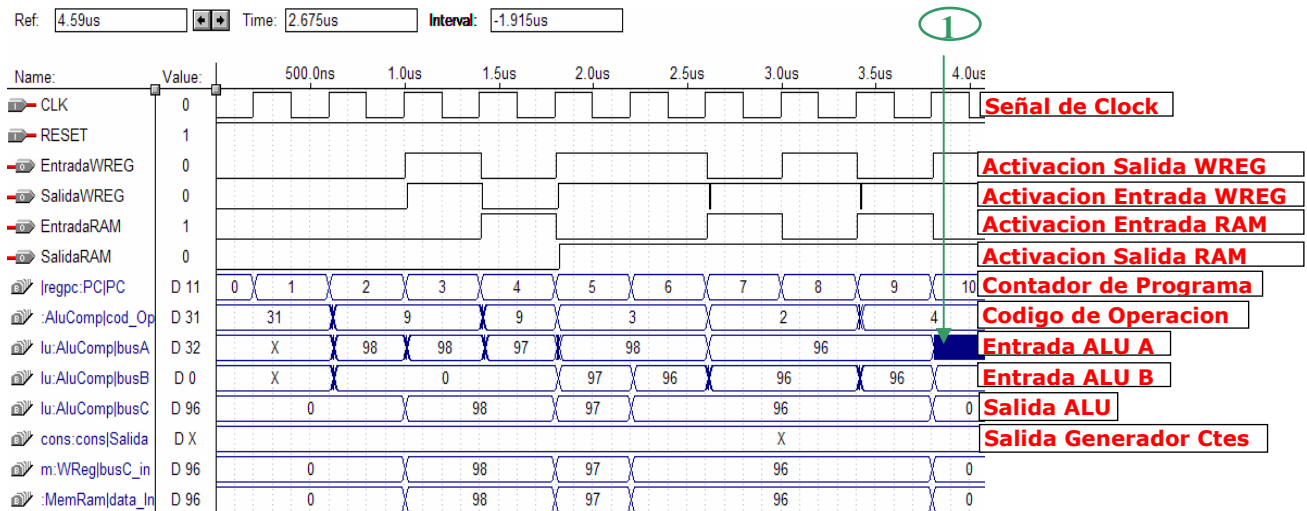 Ref: 4.59us Time: 2.675us Interval: -1.915us
1
Name: Value: 500.0ns 1.0us 1.5us 2.0us 2.5us 3.0us 3.5us 4.0us
CLK 0 Señal de Clock
RESET 1
EntradaWREG 0 Activacion Salida WREG
SalidaWREG 0 Activacion Entrada WREG
EntradaRAM 1 Activacion Entrada RAM
SalidaRAM 0 Activacion Salida RAM
|regpc:PC|PC D 11 0 1 2 3 4 5 6 7 8 9 10 Contador de Programa
:AluComp|cod_Op D 31 31 9 9 3 2 4 Codigo de Operacion
lu:AluComp|busA D 32 X 98 98 97 98 96 Entrada ALU A
lu:AluComp|busB D 0 X 0 97 96 96 96 Entrada ALU B
lu:AluComp|busC D 96 0 98 97 96 0 Salida ALU
cons:cons|Salida D X X Salida Generador Ctes
m:WReg|busC_in D 96 0 98 97 96 0
:MemRam|data_In D 96 0 98 97 96 0